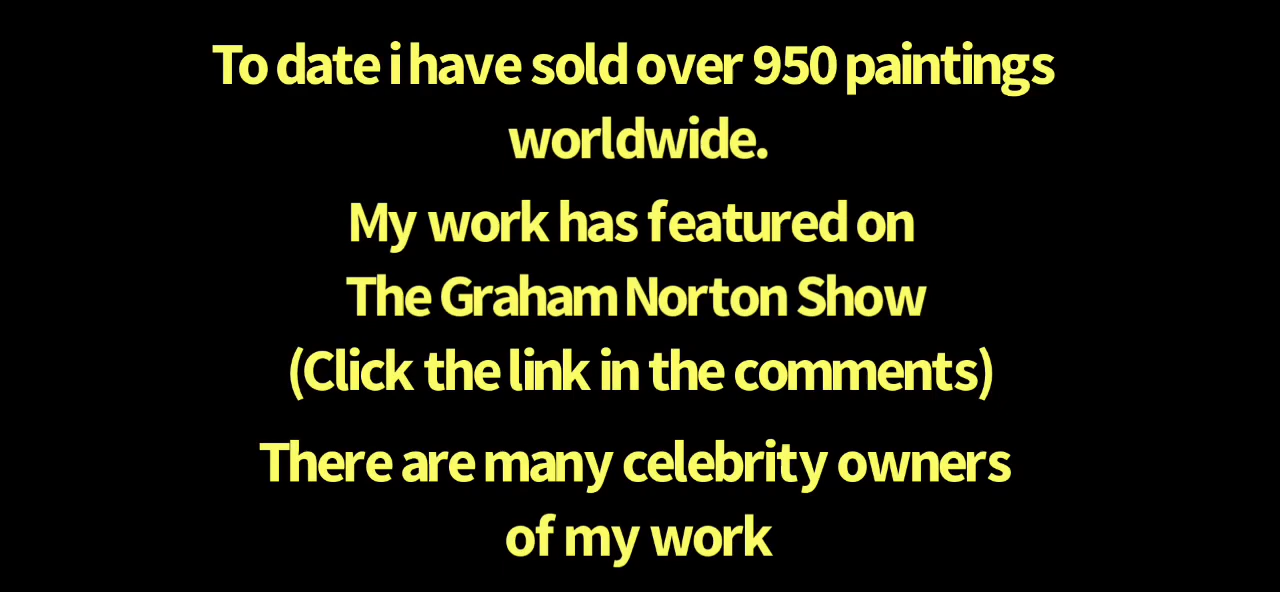 To date i have sold over 950 paintings
worldwide.
My work has featured on
The Graham Norton Show
(Click the link in the comments)
There are many celebrity owners
of my work